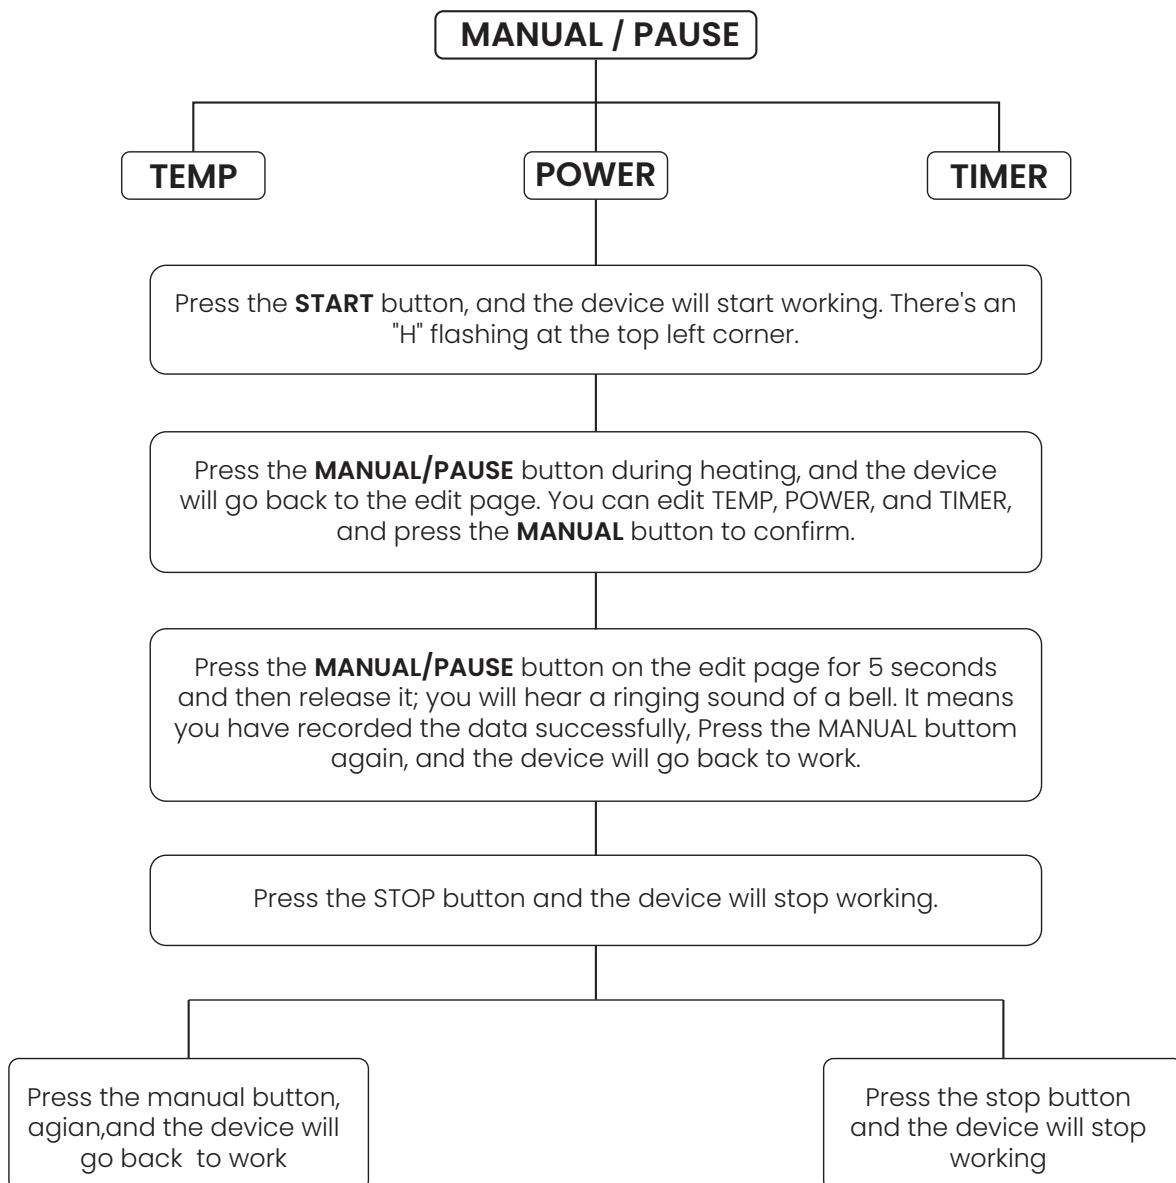 MANUAL / PAUSE
TEMP
POWER
TIMER
Press the START button, and the device will start working. There's an
"H" flashing at the top left corner.
Press the MANUAL/PAUSE button during heating, and the device
will go back to the edit page. You can edit TEMP, POWER, and TIMER,
and press the MANUAL button to confirm.
Press the MANUAL/PAUSE button on the edit page for 5 seconds
and then release it; you will hear a ringing sound of a bell. It means
you have recorded the data successfully, Press the MANUAL buttom
again, and the device will go back to work.
Press the STOP button and the device will stop working.
Press the manual button,
agian,and the device will
go back to work
Press the stop button
and the device will stop
working